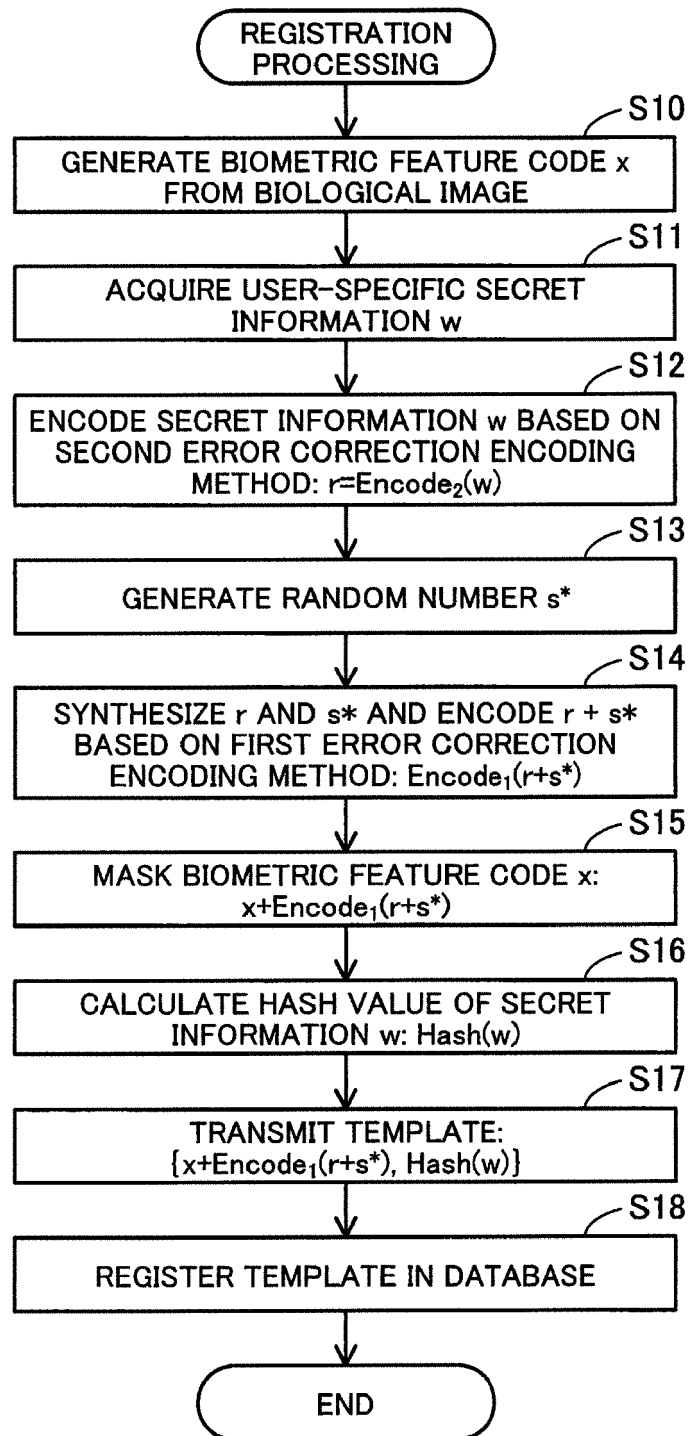 REGISTRATION
PROCESSING
S10
GENERATE BIOMETRIC FEATURE CODE x
FROM BIOLOGICAL IMAGE
S11
ACQUIRE USER-SPECIFIC SECRET
INFORMATION w
S12
ENCODE SECRET INFORMATION w BASED ON
SECOND ERROR CORRECTION ENCODING
METHOD: r=Encode₂(w)
S13
GENERATE RANDOM NUMBER s*
S14
SYNTHESIZE r AND s* AND ENCODE r + s*
BASED ON FIRST ERROR CORRECTION
ENCODING METHOD: Encode₁(r+s*)
S15
MASK BIOMETRIC FEATURE CODE x:
x+Encode₁(r+s*)
S16
CALCULATE HASH VALUE OF SECRET
INFORMATION w: Hash(w)
S17
TRANSMIT TEMPLATE:
{x+Encode₁(r+s*), Hash(w)}
S18
REGISTER TEMPLATE IN DATABASE
END